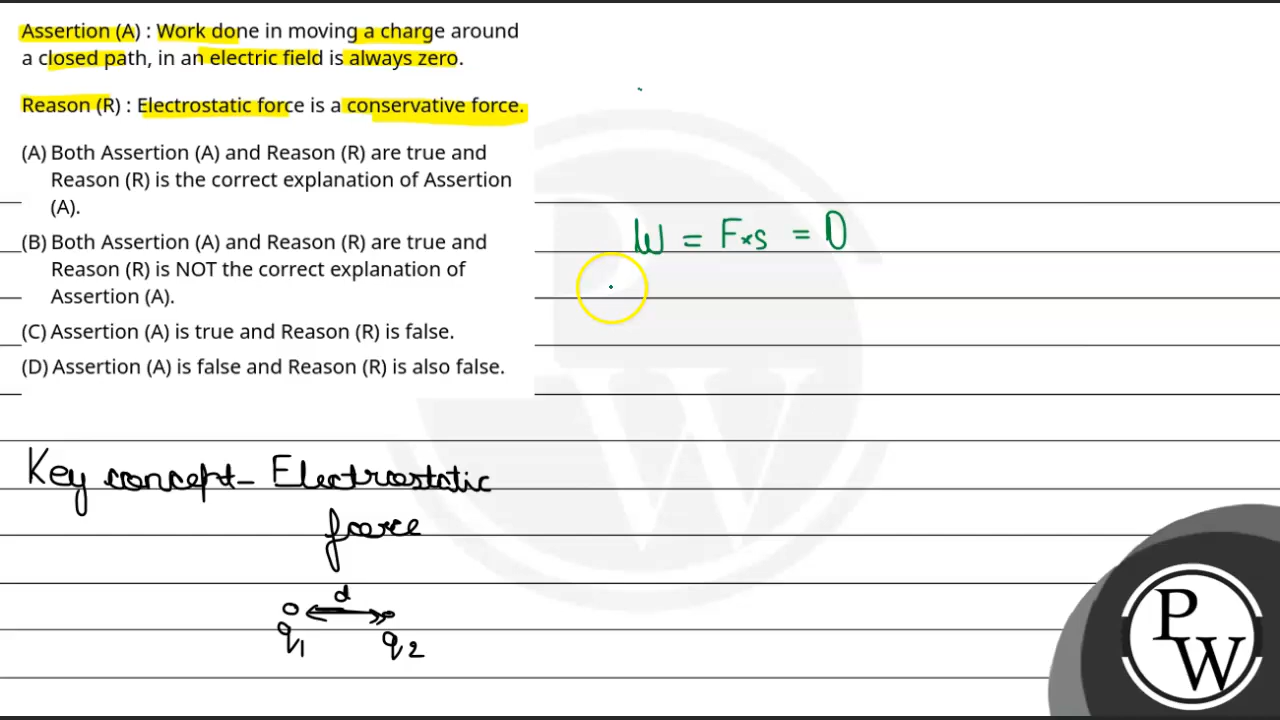 Assertion (A) : Work done in moving a charge around
a closed path, in an electric field is always zero.
Reason (R) : Electrostatic force is a conservative force.
(A) Both Assertion (A) and Reason (R) are true and
Reason (R) is the correct explanation of Assertion
(A).
(B) Both Assertion (A) and Reason (R) are true and
Reason (R) is NOT the correct explanation of
Assertion (A).
(C) Assertion (A) is true and Reason (R) is false.
(D) Assertion (A) is false and Reason (R) is also false.
W = F×s = 0
Key concept- Electrostatic
force
d
q1 q2
P
W